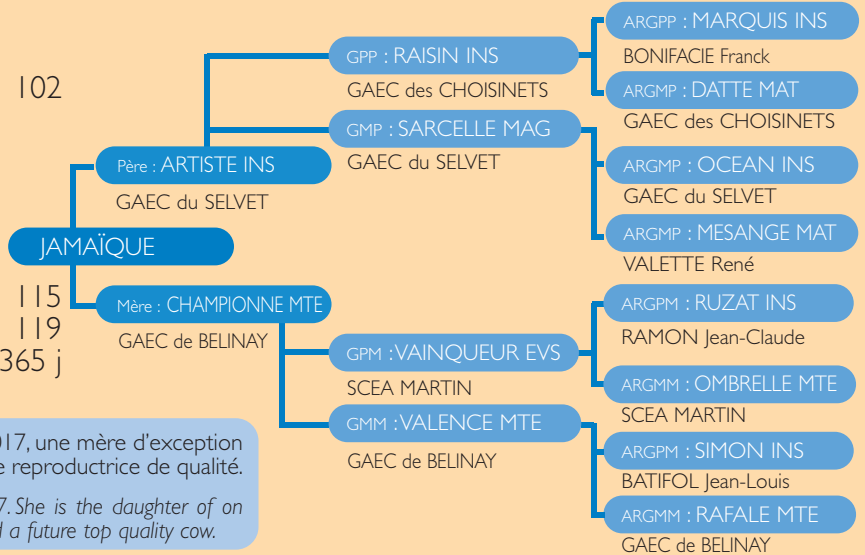 102
ARGPP : MARQUIS INS
BONIFACIE Franck
GPP : RAISIN INS
GAEC des CHOISINETS
ARGMP : DATTE MAT
GAEC des CHOISINETS
GMP : SARCELLE MAG
GAEC du SELVET
Père : ARTISTE INS
GAEC du SELVET
ARGMP : OCEAN INS
GAEC du SELVET
ARGMP : MESANGE MAT
VALETTE René
JAMAÏQUE
115
119
365 j
Mère : CHAMPIONNE MTE
GAEC de BELINAY
ARGPM : RUZAT INS
RAMON Jean-Claude
GPM : VAINQUEUR EVS
SCEA MARTIN
ARGMM : OMBRELLE MTE
SCEA MARTIN
GMM : VALENCE MTE
GAEC de BELINAY
ARGPM : SIMON INS
BATIFOL Jean-Louis
ARGMM : RAFALE MTE
GAEC de BELINAY
017, une mère d'exception
e reproductrice de qualité.
7. She is the daughter of on
d a future top quality cow.